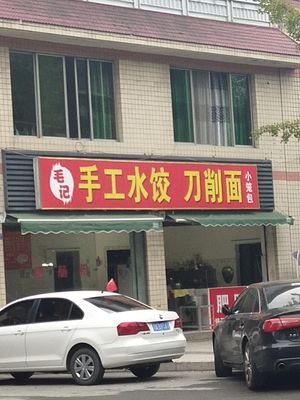 毛记
手工水饺 刀削面
小笼包